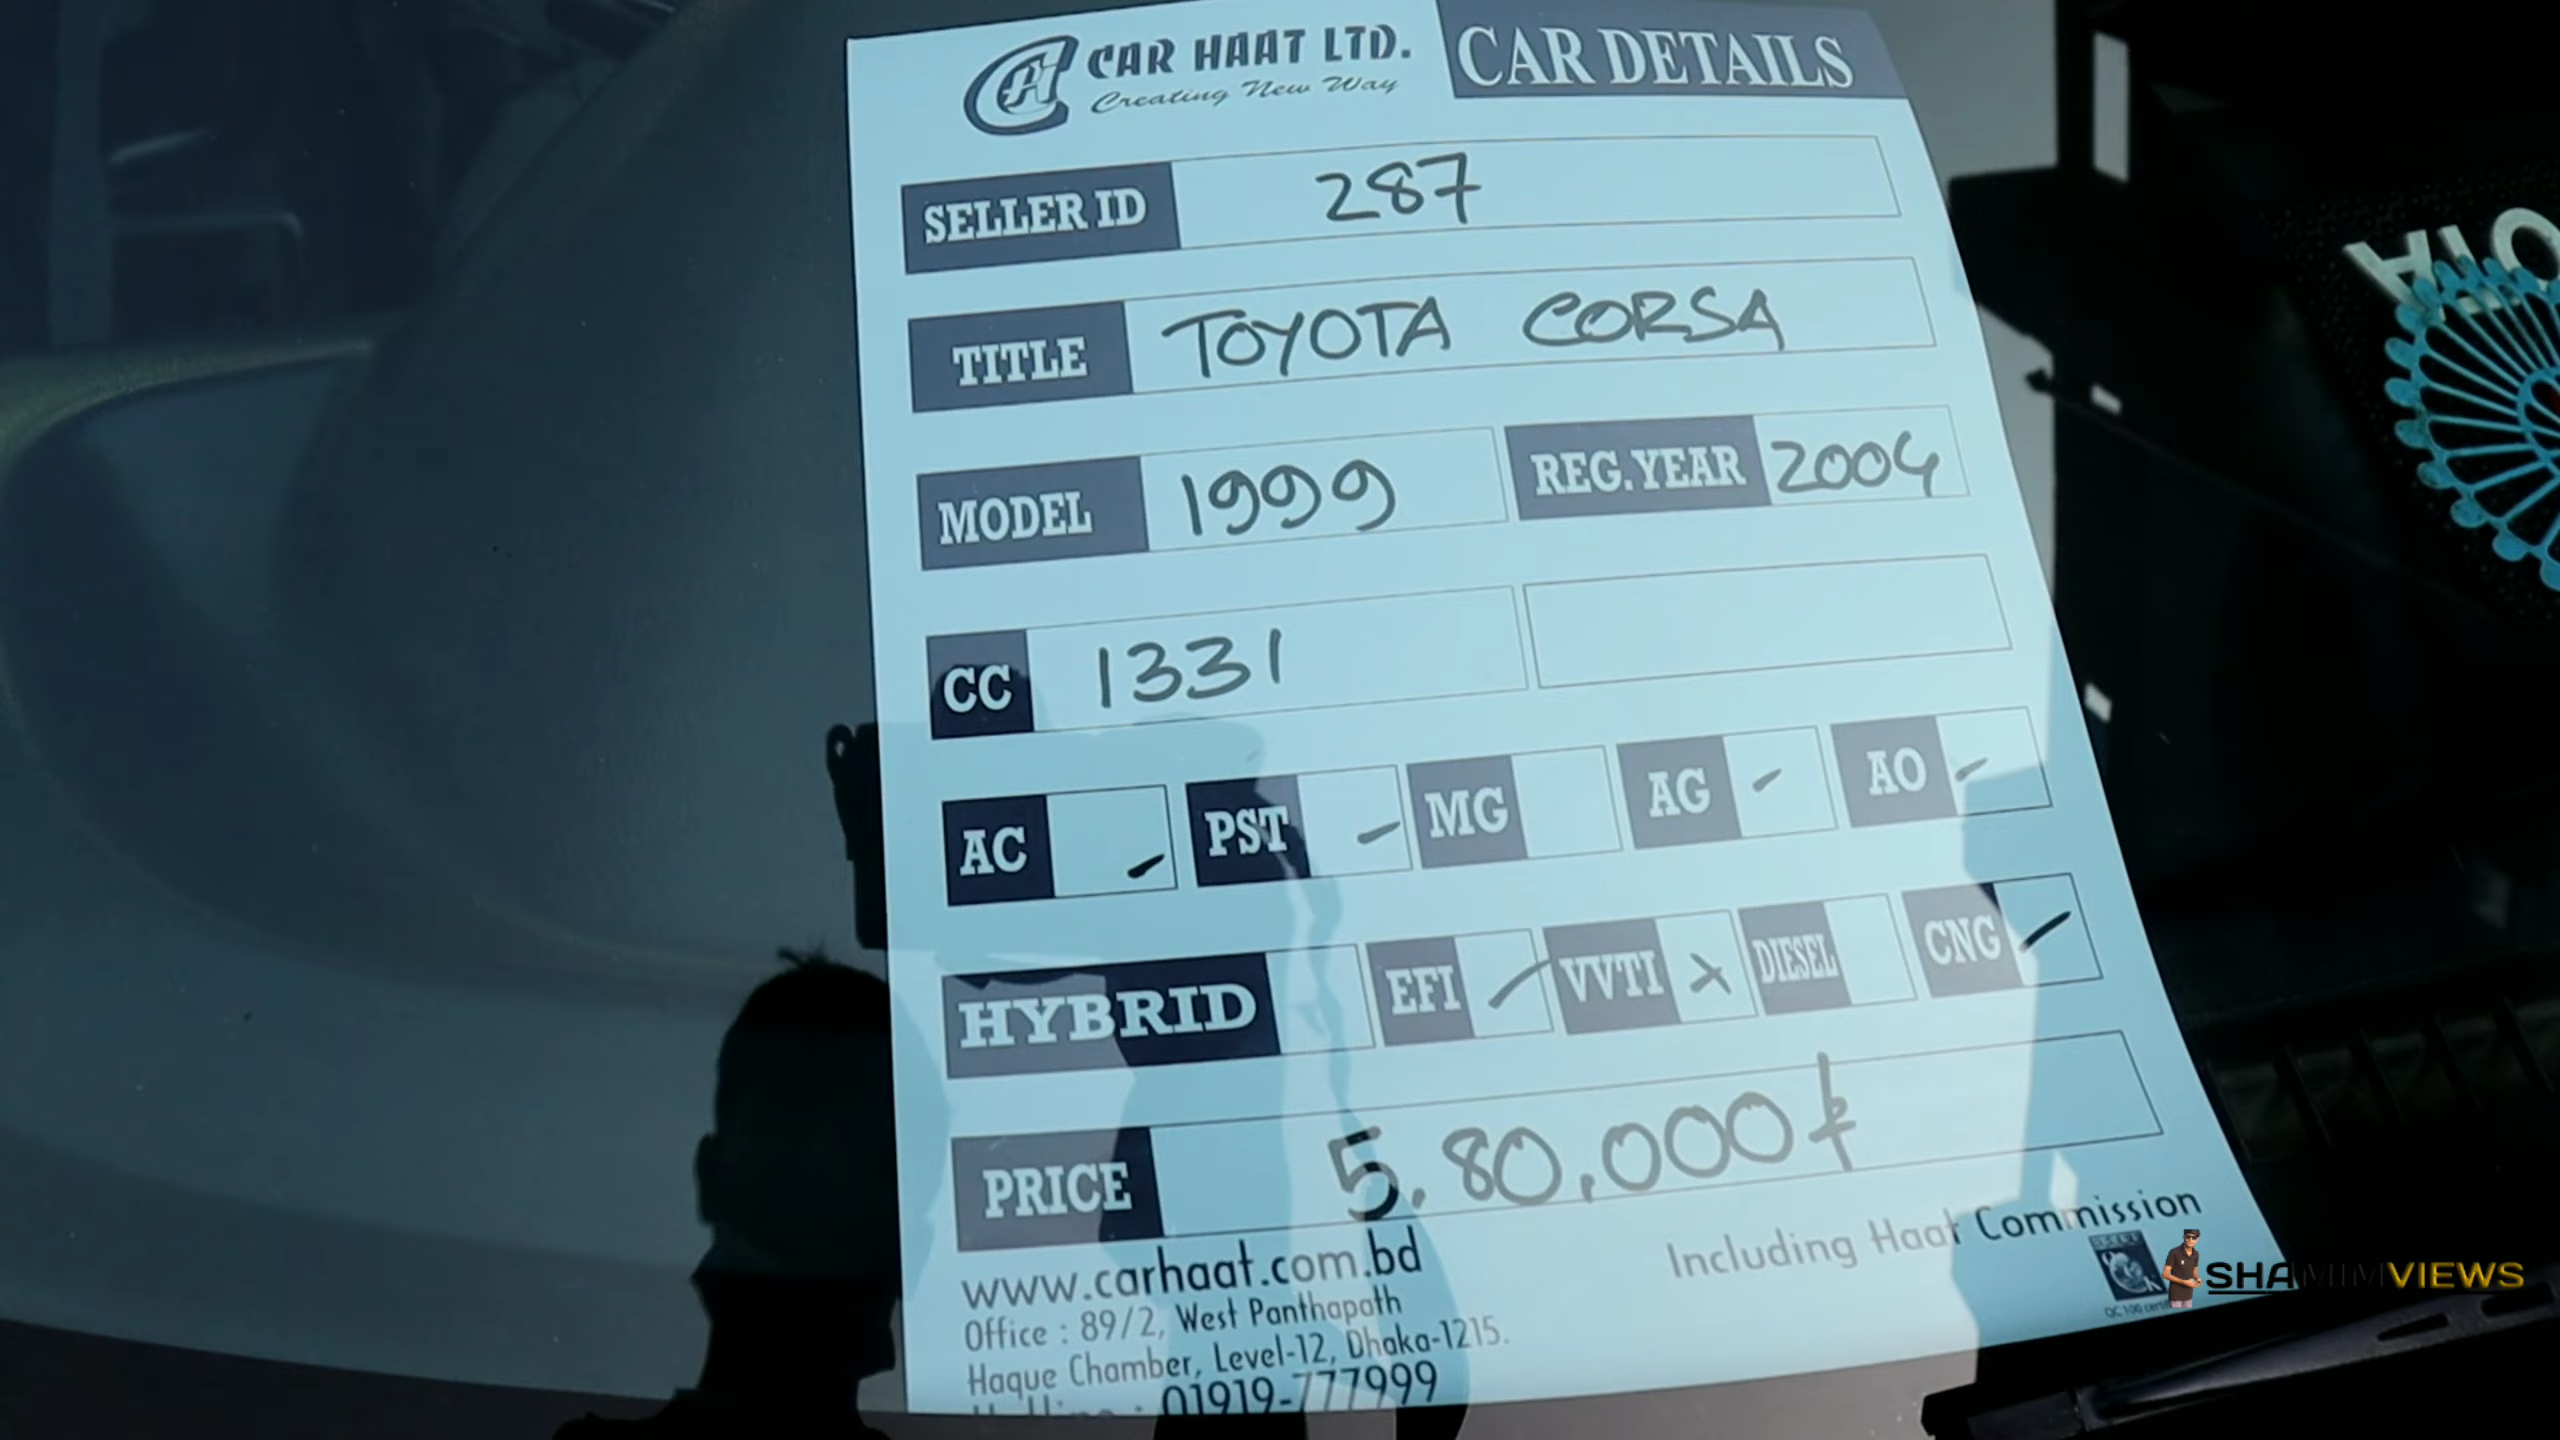 CAR HAAT LTD. CAR DETAILS
Creating New Way
SELLER ID 287
TITLE TOYOTA CORSA
MODEL 1999 REG.YEAR 2004
CC 1331
AC PST MG AG AO
HYBRID EFI VVTI DIESEL CNG
PRICE 5.80,000/
www.carhaat.com.bd Including Haat Commission
Office : 89/2, West Panthapath
Haque Chamber, Level-12, Dhaka-1215.
01919-777999
SHAMIMVIEWS